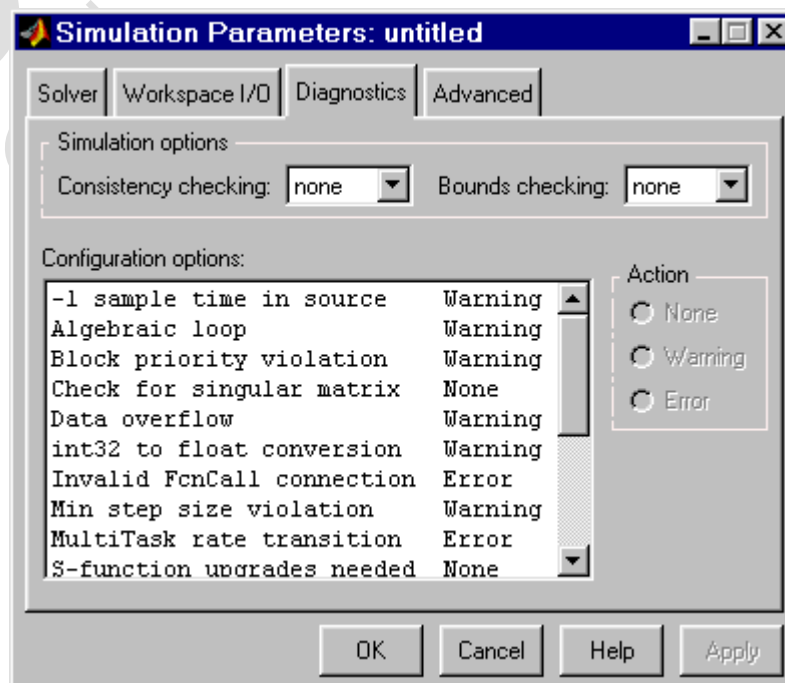 Simulation Parameters: untitled
Solver Workspace I/O Diagnostics Advanced
Simulation options
Consistency checking: none Bounds checking: none
Configuration options:
Action
-1 sample time in source Warning
Algebraic loop Warning
Block priority violation Warning
Check for singular matrix None
Data overflow Warning
int32 to float conversion Warning
Invalid FcnCall connection Error
Min step size violation Warning
MultiTask rate transition Error
S-function upgrades needed None
None
Warning
Error
OK Cancel Help Apply